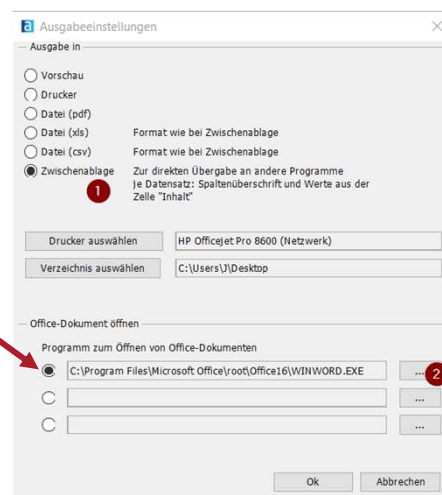 Ausgabeeinstellungen
Ausgabe in
Vorschau
Drucker
Datei (pdf)
Datei (xls) Format wie bei Zwischenablage
Datei (csv) Format wie bei Zwischenablage
Zwischenablage Zur direkten Übergabe an andere Programme
je Datensatz: Spaltenüberschrift und Werte aus der
Zelle "Inhalt"
1
Drucker auswählen HP OfficeJet Pro 8600 (Netzwerk)
Verzeichnis auswählen C:\Users\J\Desktop
Office-Dokument öffnen
Programm zum Öffnen von Office-Dokumenten
C:\Program Files\Microsoft Office\root\Office16\WINWORD.EXE ... 2
...
...
Ok Abbrechen